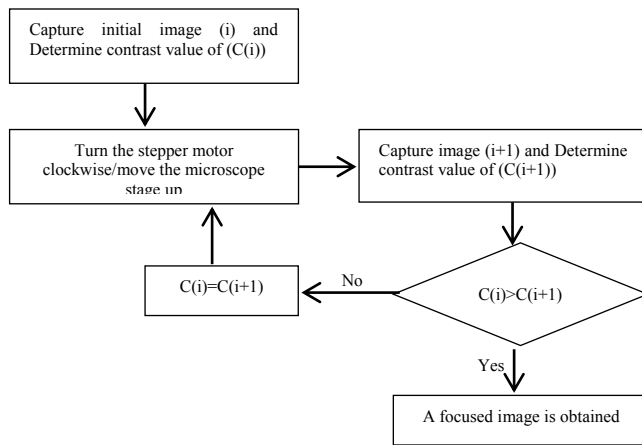 Capture initial image (i) and
Determine contrast value of (C(i))
Turn the stepper motor
clockwise/move the microscope
stage up
Capture image (i+1) and Determine
contrast value of (C(i+1))
C(i)>C(i+1)
No
C(i)=C(i+1)
Yes
A focused image is obtained